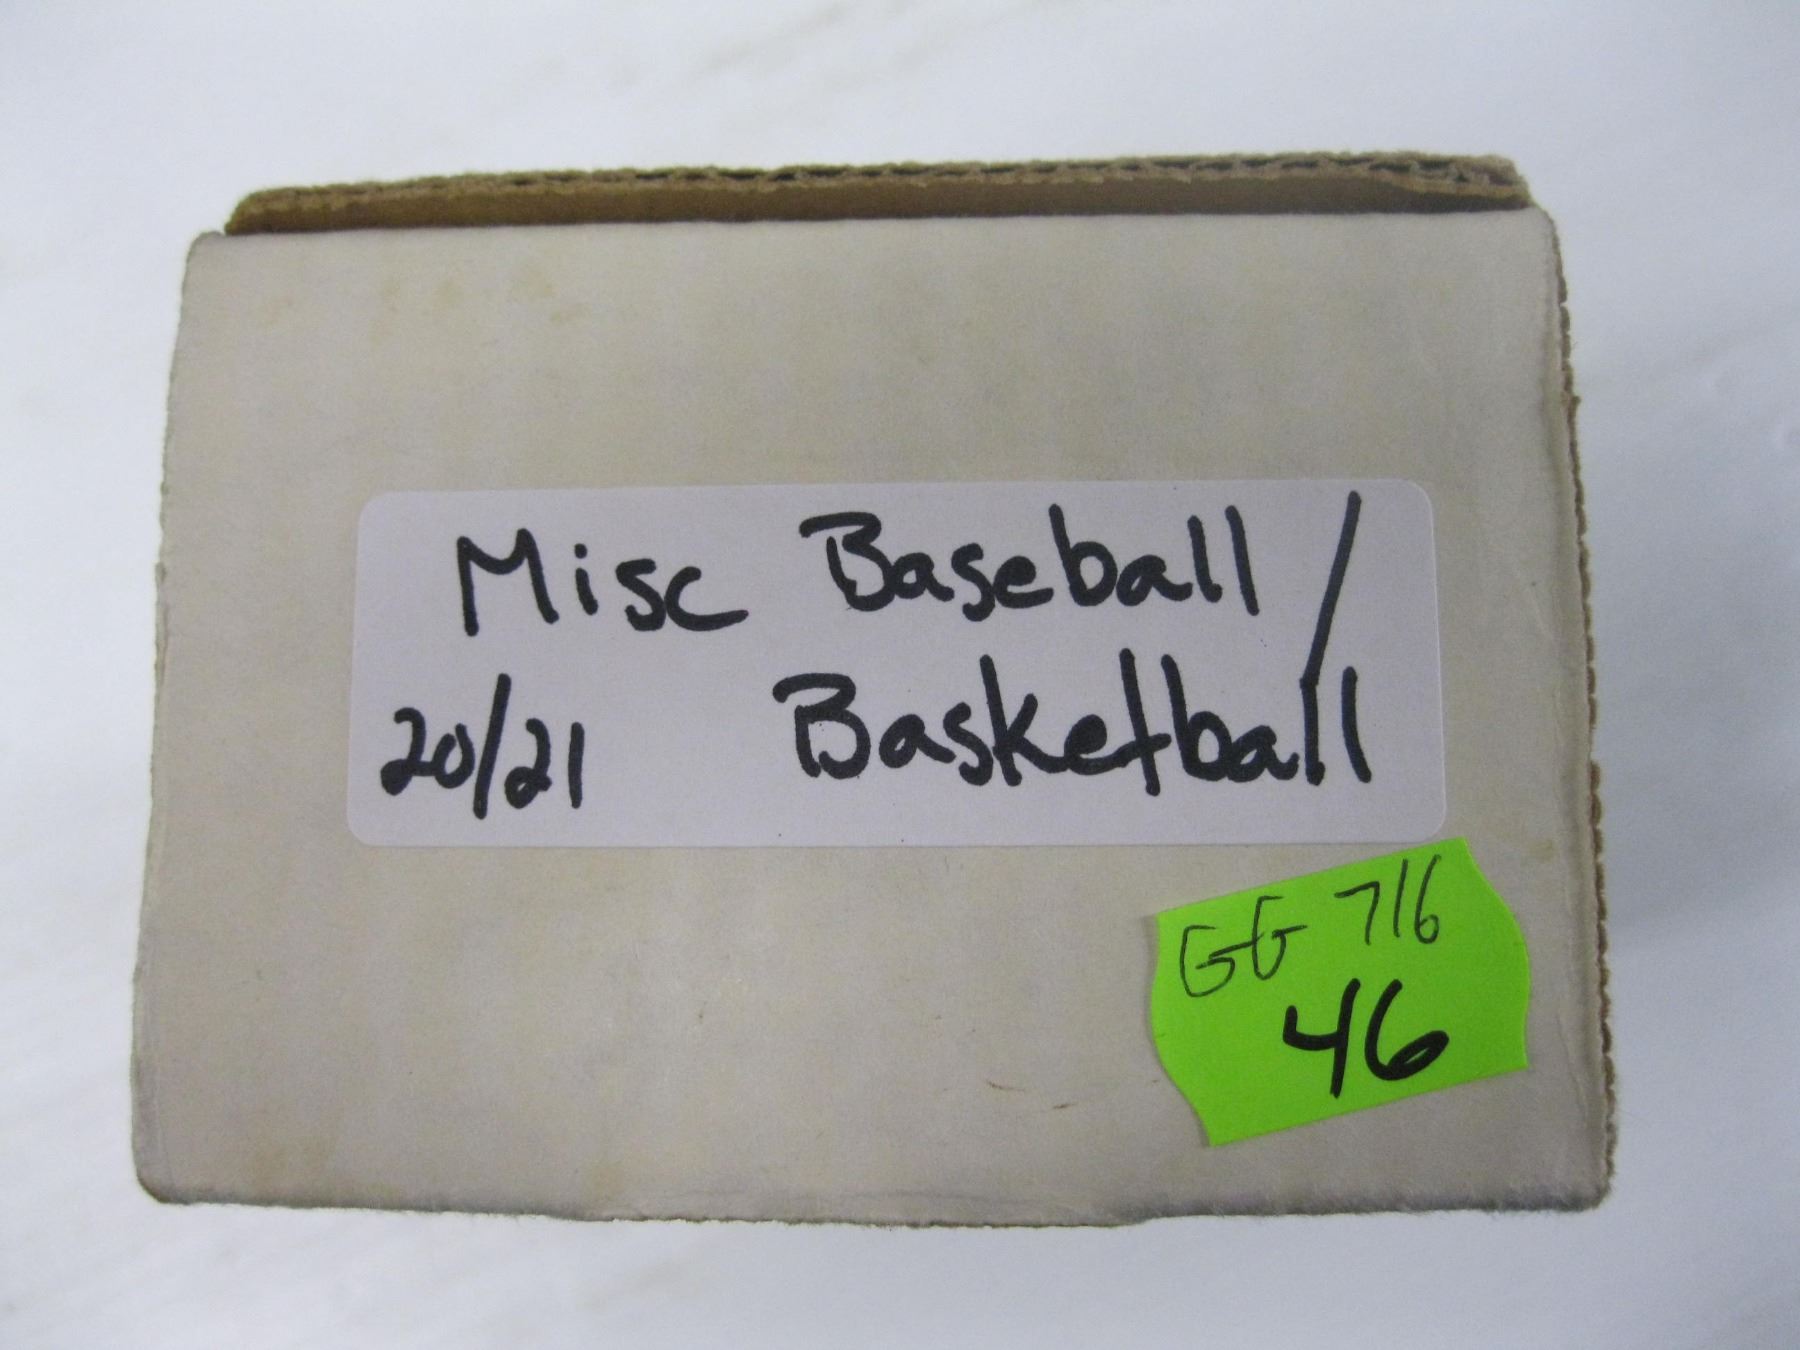 Misc Baseball /
20/21 Basketball
GG 716
46